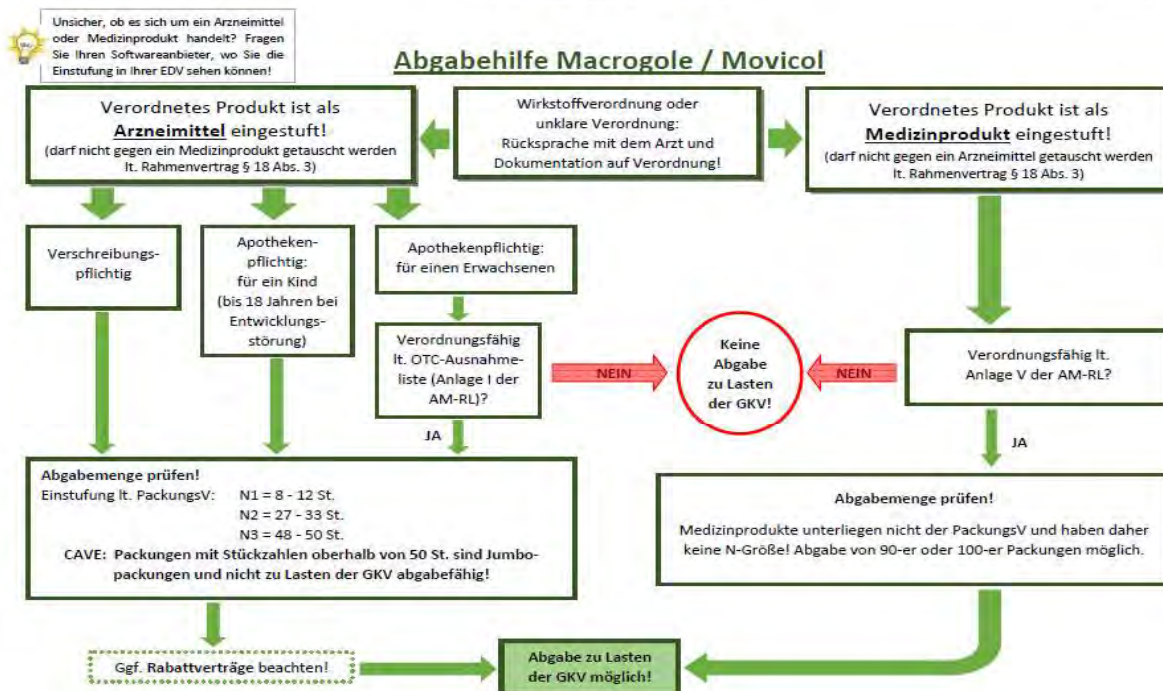 Unsicher, ob es sich um ein Arzneimittel
oder Medizinprodukt handelt? Fragen
Sie Ihren Softwareanbieter, wo Sie die
Einstufung in Ihrer EDV sehen können!
Abgabehilfe Macrogole / Movicol
Verordnetes Produkt ist als
Arzneimittel eingestuft!
(darf nicht gegen ein Medizinprodukt getauscht werden
lt. Rahmenvertrag § 18 Abs. 3)
Wirkstoffverordnung oder
unklare Verordnung:
Rücksprache mit dem Arzt und
Dokumentation auf Verordnung!
Verordnetes Produkt ist als
Medizinprodukt eingestuft!
(darf nicht gegen ein Arzneimittel getauscht werden
lt. Rahmenvertrag § 18 Abs. 3)
Verschreibungs-
pflichtig
Apotheken-
pflichtig:
für ein Kind
(bis 18 Jahren bei
Entwicklungs-
störung)
Apothekenpflichtig:
für einen Erwachsenen
Verordnungsfähig
lt. OTC-Ausnahme-
liste (Anlage I der
AM-RL)?
NEIN
Keine
Abgabe
zu Lasten
der GKV!
NEIN
Verordnungsfähig lt.
Anlage V der AM-RL?
JA
JA
Abgabemenge prüfen!
Einstufung lt. PackungsV: N1 = 8 - 12 St.
N2 = 27 - 33 St.
N3 = 48 - 50 St.
CAVE: Packungen mit Stückzahlen oberhalb von 50 St. sind Jumbo-
packungen und nicht zu Lasten der GKV abgabefähig!
Abgabemenge prüfen!
Medizinprodukte unterliegen nicht der PackungsV und haben daher
keine N-Größe! Abgabe von 90-er oder 100-er Packungen möglich.
Ggf. Rabattverträge beachten!
Abgabe zu Lasten
der GKV möglich!